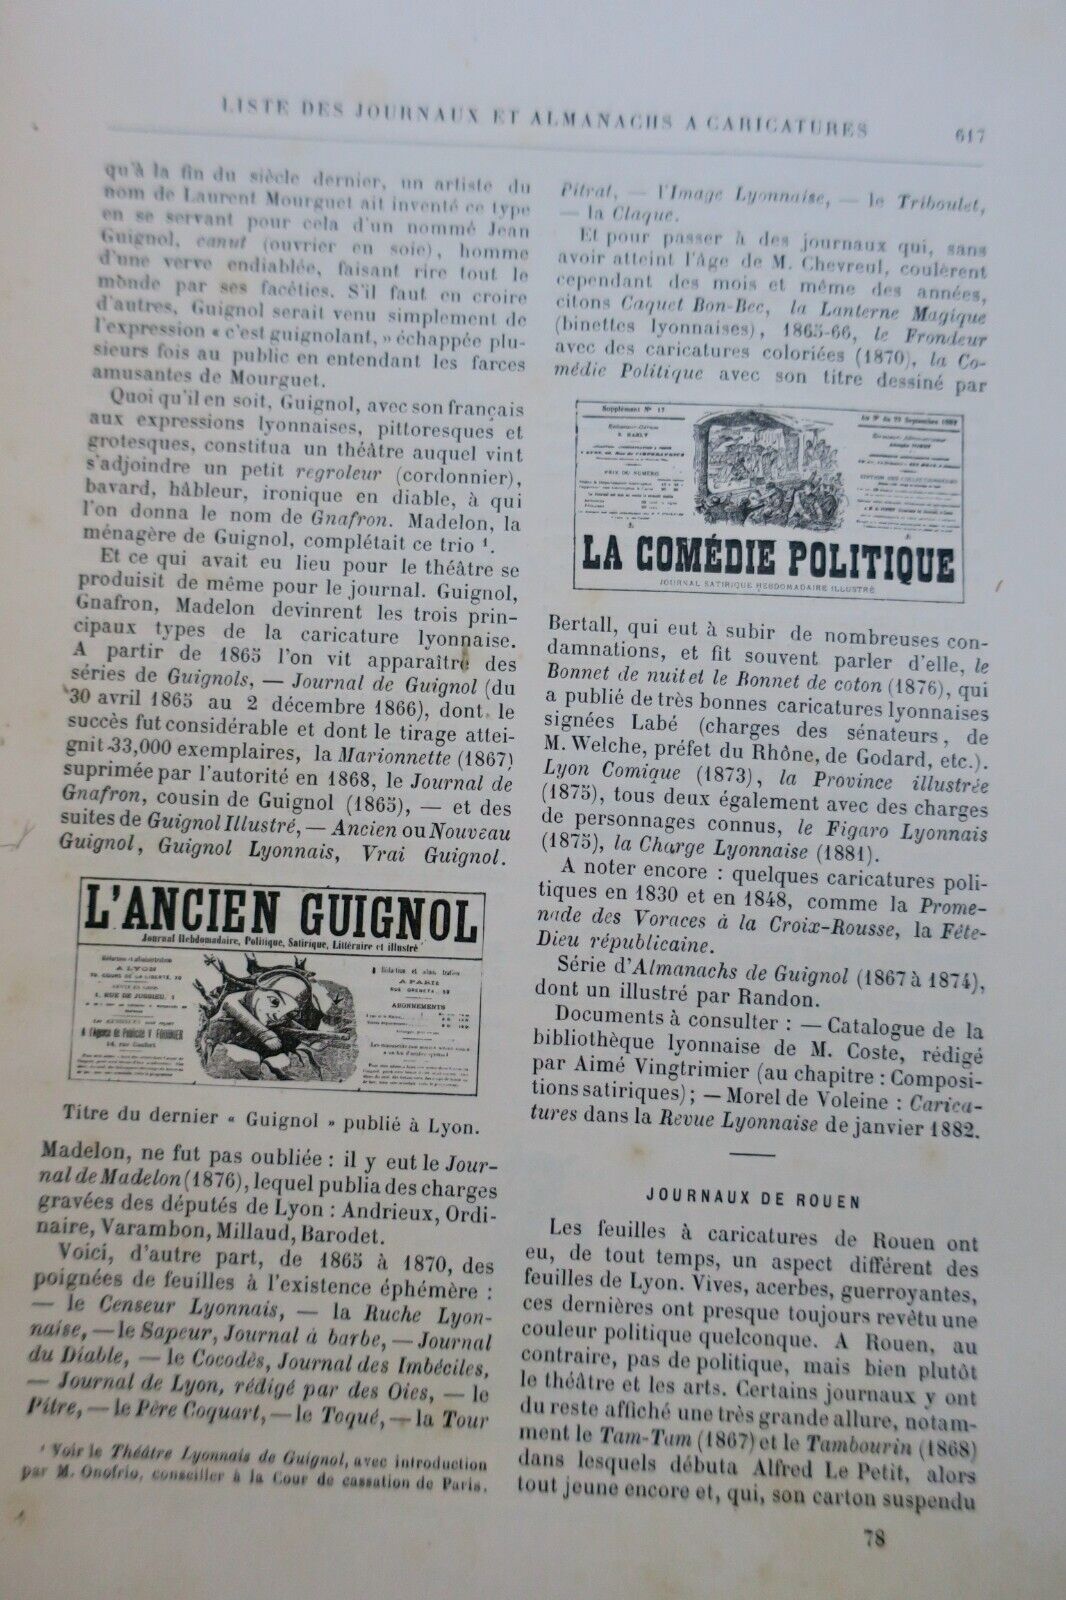 LISTE DES JOURNAUX ET ALMANACHS A CARICATURES
617
qu'à la fin du siècle dernier, un artiste du
nom de Laurent Mourguet ait inventé ce type
en se servant pour cela d'un nommé Jean
Guignol, canut (ouvrier en soie), homme
d'une verve endiablée, faisant rire tout le
monde par ses facéties. S'il faut en croire
d'autres, Guignol serait venu simplement de
l'expression « c'est guignolant, » échappée plu-
sieurs fois au public en entendant les farces
amusantes de Mourguet.
Quoi qu'il en soit, Guignol, avec son français
aux expressions lyonnaises, pittoresques et
grotesques, constitua un théâtre auquel vint
s'adjoindre un petit regroleur (cordonnier),
bavard, hâbleur, ironique en diable, à qui
l'on donna le nom de Gnafron. Madelon, la
ménagère de Guignol, complétait ce trio ¹.
Et ce qui avait eu lieu pour le théâtre se
produisit de même pour le journal. Guignol,
Gnafron, Madelon devinrent les trois prin-
cipaux types de la caricature lyonnaise.
A partir de 1865 l'on vit apparaître des
séries de Guignols, — Journal de Guignol (du
30 avril 1865 au 2 décembre 1866), dont le
succès fut considérable et dont le tirage attei-
gnit 33,000 exemplaires, la Marionnette (1867)
suprimée par l'autorité en 1868, le Journal de
Gnafron, cousin de Guignol (1865), — et des
suites de Guignol Illustré, — Ancien ou Nouveau
Guignol, Guignol Lyonnais, Vrai Guignol.
L'ANCIEN GUIGNOL
Journal Hebdomadaire, Politique, Satirique, Littéraire et illustré
Rédaction et administration
A LYON
70, COURS DE LA LIBERTÉ, 70
1, RUE DE JUSSIEU, 1
A l'Agence de Publicité V FOURNIER
14, rue Confort
A PARIS
RUE GRENETA
ABONNEMENTS
Titre du dernier « Guignol » publié à Lyon.
Madelon, ne fut pas oubliée : il y eut le Jour-
nal de Madelon (1876), lequel publia des charges
gravées des députés de Lyon : Andrieux, Ordi-
naire, Varambon, Millaud, Barodet.
Voici, d'autre part, de 1865 à 1870, des
poignées de feuilles à l'existence éphémère :
— le Censeur Lyonnais, — la Ruche Lyon-
naise, — le Sapeur, Journal à barbe, — Journal
du Diable, — le Cocodès, Journal des Imbéciles,
— Journal de Lyon, rédigé par des Oies, — le
Pitre, — le Père Coquart, — le Toqué, — la Tour
¹ Voir le Théâtre Lyonnais de Guignol, avec introduction
par M. Onofrio, conseiller à la Cour de cassation de Paris.
Pitrat, — l'Image Lyonnaise, — le Triboulet,
— la Claque.
Et pour passer à des journaux qui, sans
avoir atteint l'âge de M. Chevreul, coulèrent
cependant des mois et même des années,
citons Caquet Bon-Bec, la Lanterne Magique
(binettes lyonnaises), 1865-66, le Frondeur
avec des caricatures coloriées (1870), la Co-
médie Politique avec son titre dessiné par
Supplément N° 17
PRIX DU NUMÉRO
LA COMÉDIE POLITIQUE
JOURNAL SATIRIQUE HEBDOMADAIRE ILLUSTRÉ
Bertall, qui eut à subir de nombreuses con-
damnations, et fit souvent parler d'elle, le
Bonnet de nuit et le Bonnet de coton (1876), qui
a publié de très bonnes caricatures lyonnaises
signées Labé (charges des sénateurs, de
M. Welche, préfet du Rhône, de Godard, etc.).
Lyon Comique (1873), la Province illustrée
(1875), tous deux également avec des charges
de personnages connus, le Figaro Lyonnais
(1875), la Charge Lyonnaise (1881).
A noter encore : quelques caricatures poli-
tiques en 1830 et en 1848, comme la Prome-
nade des Voraces à la Croix-Rousse, la Fête-
Dieu républicaine.
Série d'Almanachs de Guignol (1867 à 1874),
dont un illustré par Randon.
Documents à consulter : — Catalogue de la
bibliothèque lyonnaise de M. Coste, rédigé
par Aimé Vingtrimier (au chapitre : Composi-
tions satiriques) ; — Morel de Voleine : Carica-
tures dans la Revue Lyonnaise de janvier 1882.
JOURNAUX DE ROUEN
Les feuilles à caricatures de Rouen ont
eu, de tout temps, un aspect différent des
feuilles de Lyon. Vives, acerbes, guerroyantes,
ces dernières ont presque toujours revêtu une
couleur politique quelconque. A Rouen, au
contraire, pas de politique, mais bien plutôt
le théâtre et les arts. Certains journaux y ont
du reste affiché une très grande allure, notam-
ment le Tam-Tam (1867) et le Tambourin (1868)
dans lesquels débuta Alfred Le Petit, alors
tout jeune encore et, qui, son carton suspendu
78